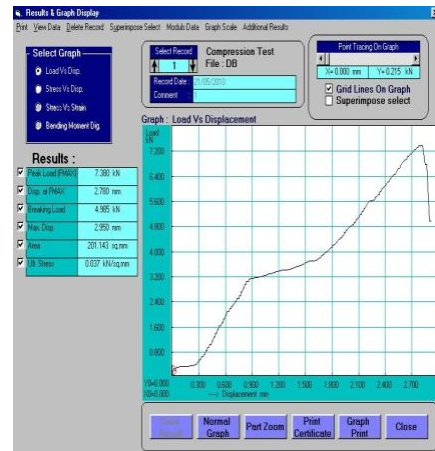 Results & Graph Display
Print View Data Delete Record Superimpose Select Moduls Data Graph Scale Additional Results
Select Graph
Load Vs Disp.
Stress Vs Disp.
Stress Vs Strain
Bending Moment Dig.
Select Record
1
Compression Test
File : DB
Record Date : 21/05/2010
Comment :
Point Tracing On Graph
X= 0.000 mm Y= 0.215 kN
Grid Lines On Graph
Superimpose select
Graph : Load Vs Displacement
Results :
Peak Load (FMAX) 7.380 kN
Disp. at FMAX. 2.780 mm
Breaking Load 4.985 kN
Max. Disp. 2.950 mm
Area 201.143 sq.mm
Ult. Stress 0.037 kN/sq.mm
Load
kN
7.200
6.400
5.600
4.800
4.000
3.200
2.400
1.600
0.800
Y0=0.000
X0=0.000
0.300 0.600 0.900 1.200 1.500 1.800 2.100 2.400 2.700
---> Displacement mm
Normal Graph
Part Zoom
Print Certificate
Graph Print
Close